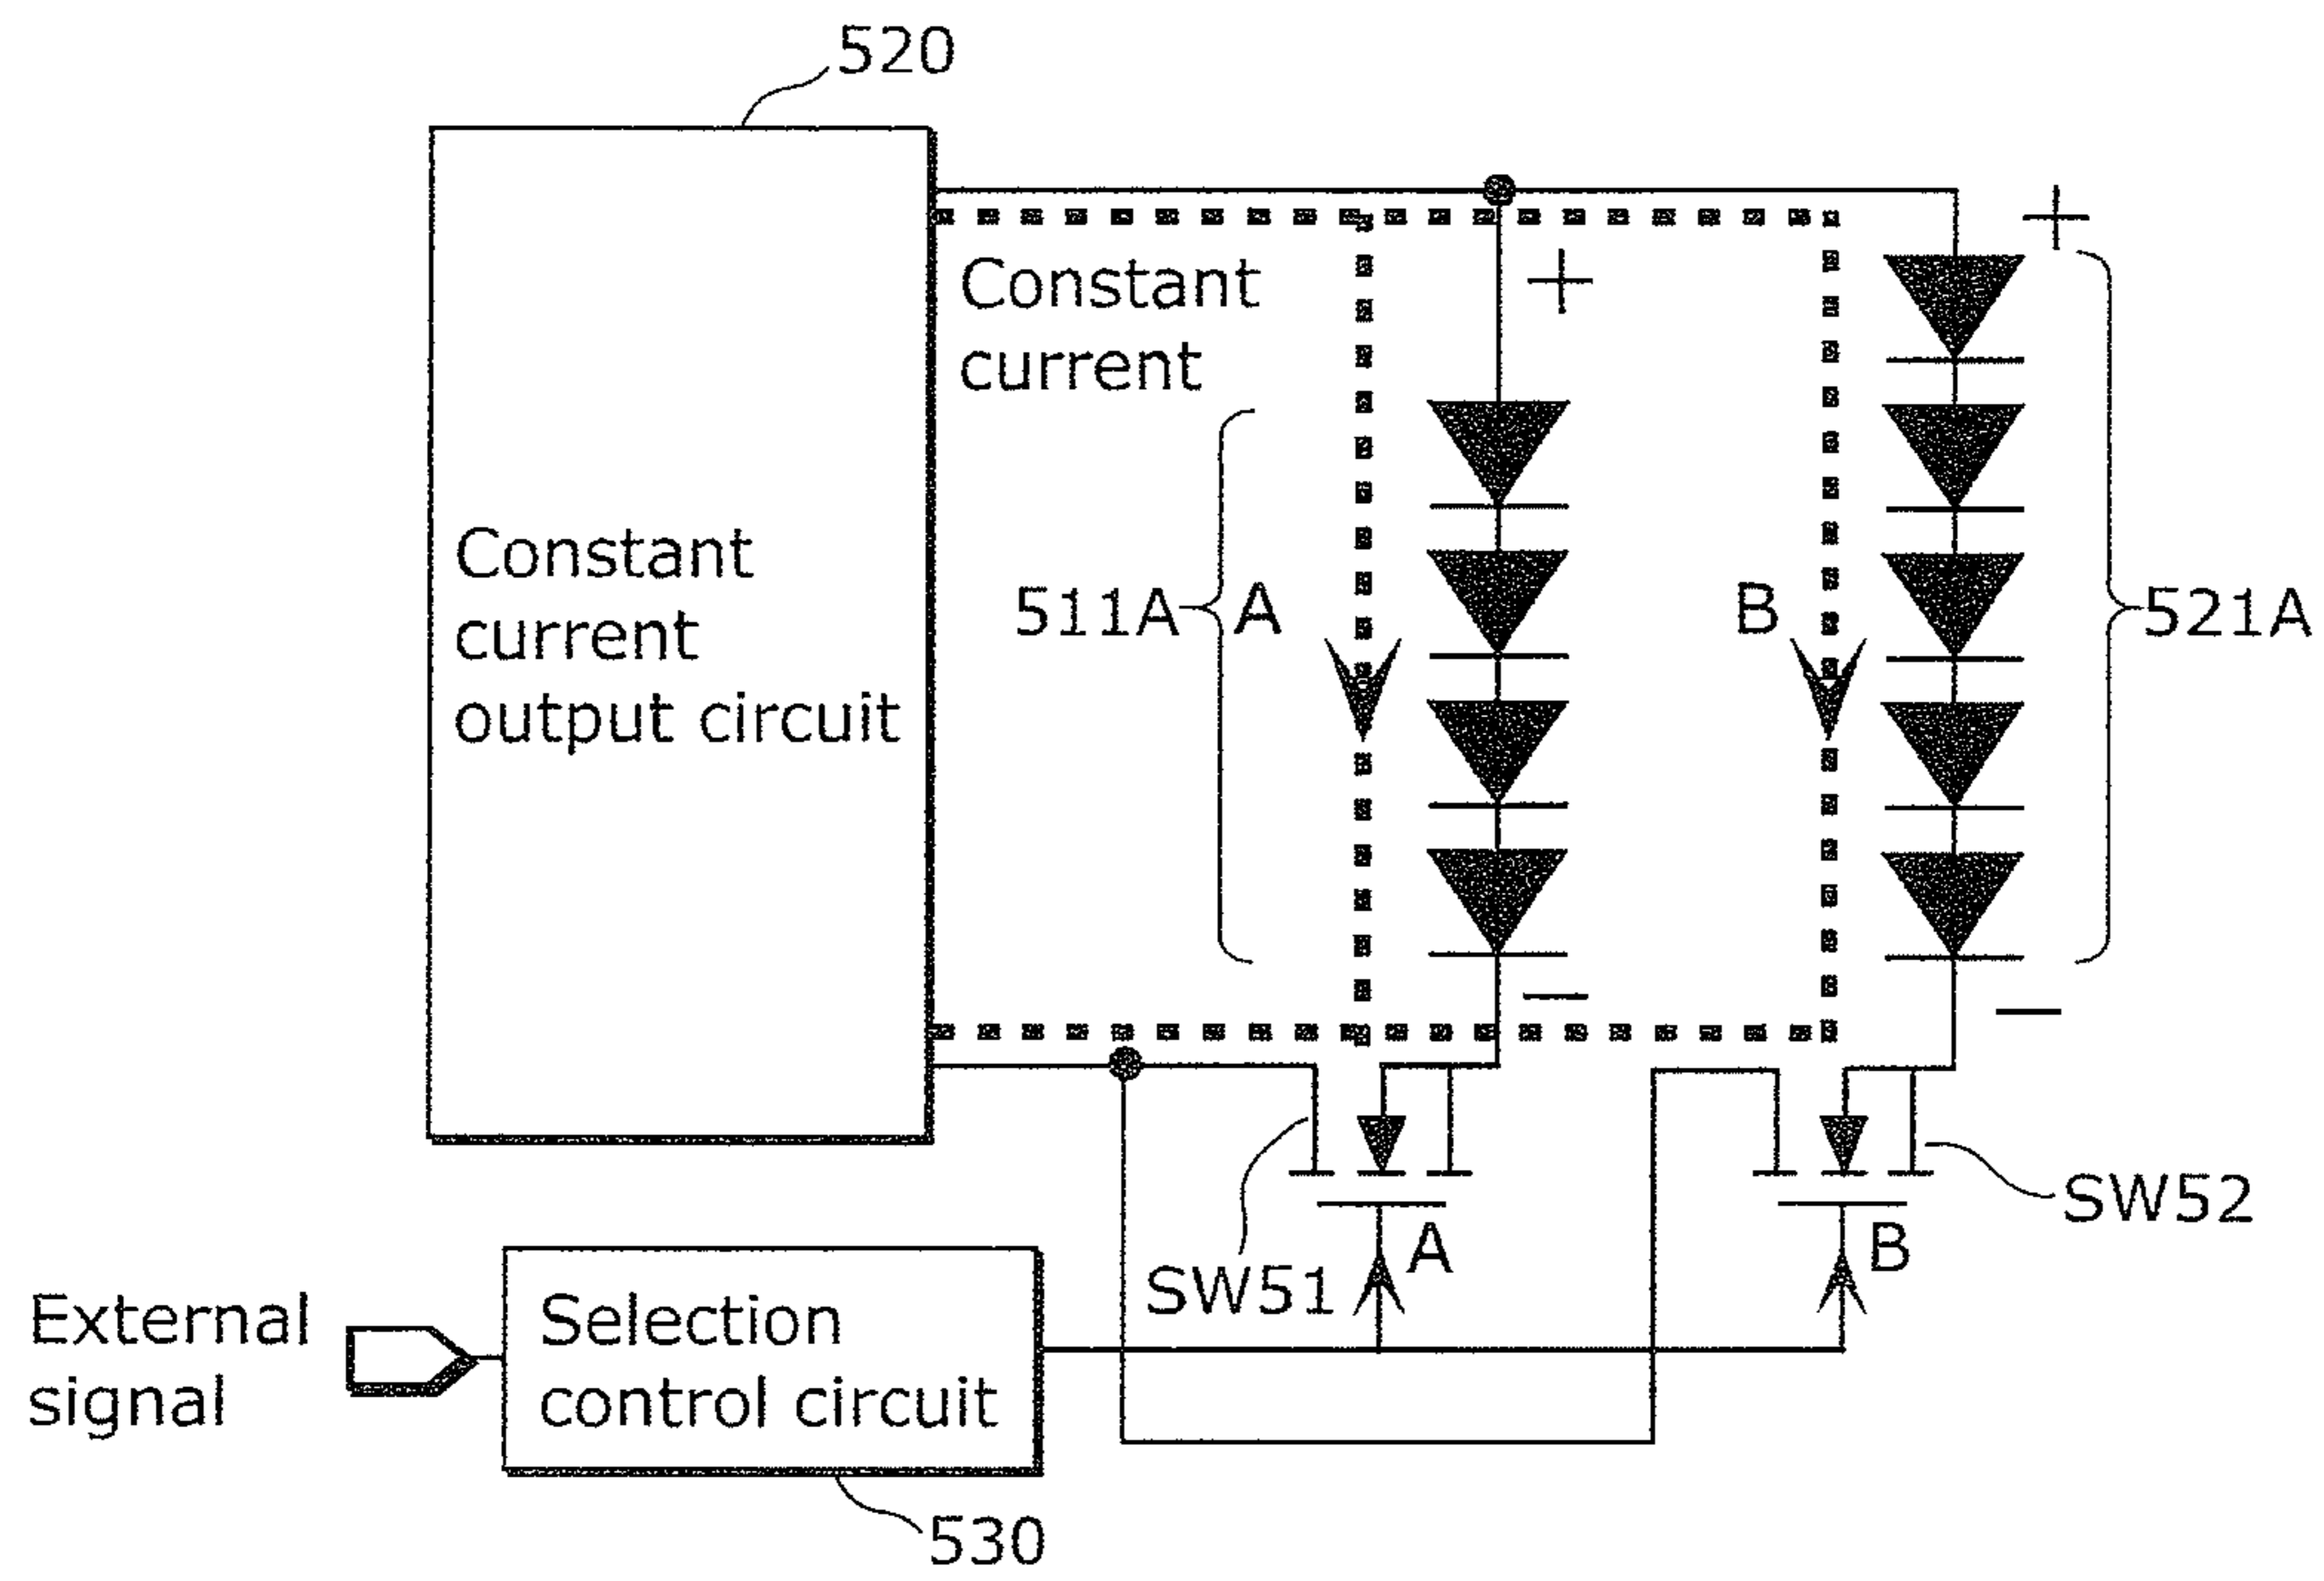 520
+
Constant
current
+
Constant
current
output circuit
511A
A
B
521A
−
−
SW51
A
B
SW52
External
signal
Selection
control circuit
530